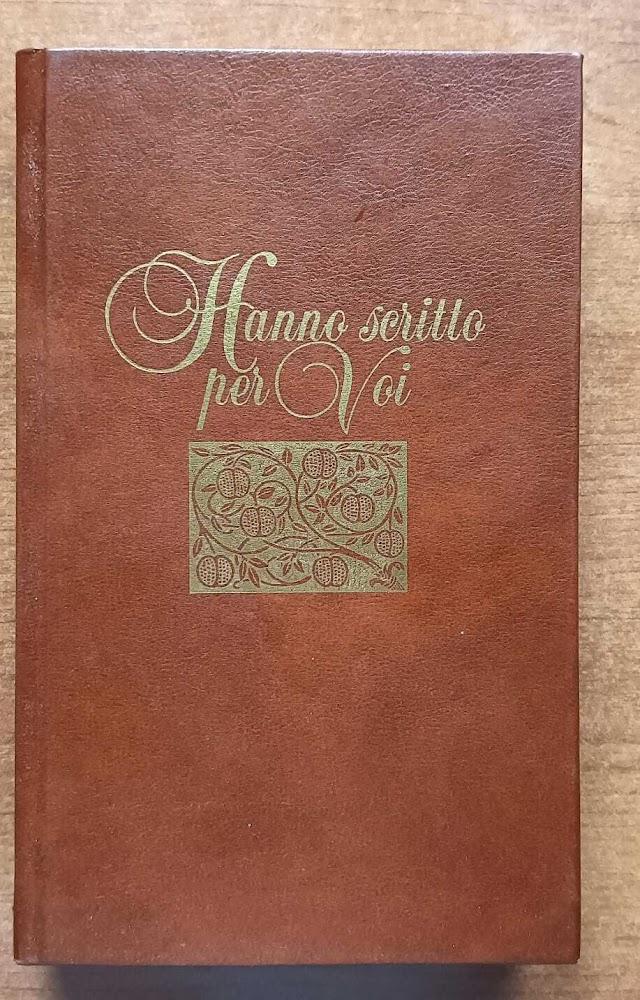 Hanno scritto
per Voi